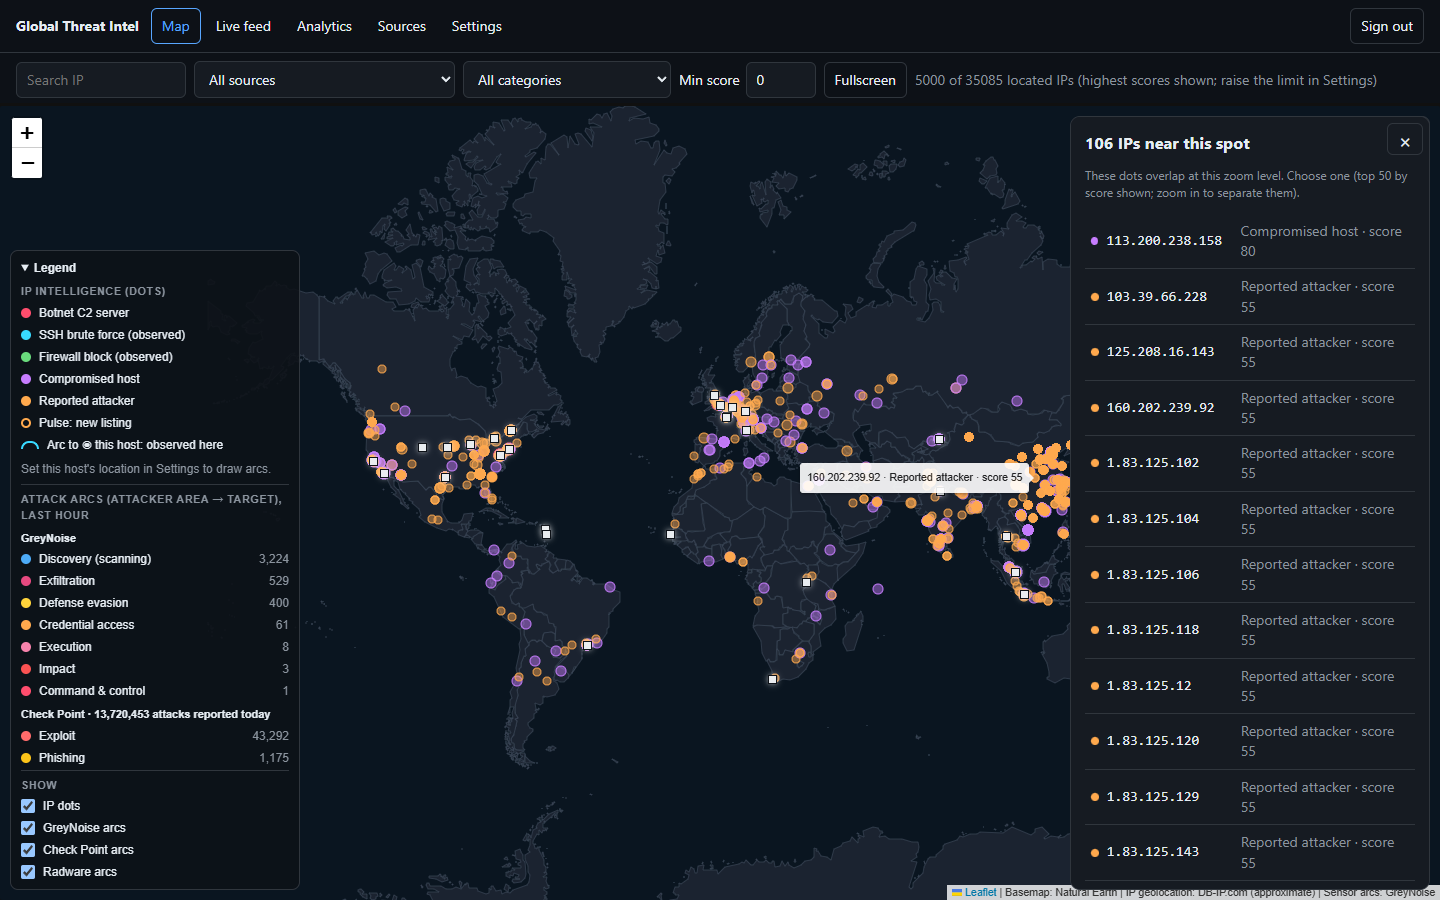 Global Threat Intel
Map
Live feed
Analytics
Sources
Settings
Sign out
Search IP
All sources
All categories
Min score
0
Fullscreen
5000 of 35085 located IPs (highest scores shown; raise the limit in Settings)
+
−
▼ Legend
IP INTELLIGENCE (DOTS)
Botnet C2 server
SSH brute force (observed)
Firewall block (observed)
Compromised host
Reported attacker
Pulse: new listing
Arc to ◉ this host: observed here
Set this host's location in Settings to draw arcs.
ATTACK ARCS (ATTACKER AREA → TARGET),
LAST HOUR
GreyNoise
Discovery (scanning) 3,224
Exfiltration 529
Defense evasion 400
Credential access 61
Execution 8
Impact 3
Command & control 1
Check Point · 13,720,453 attacks reported today
Exploit 43,292
Phishing 1,175
SHOW
IP dots
GreyNoise arcs
Check Point arcs
Radware arcs
160.202.239.92 · Reported attacker · score 55
106 IPs near this spot
×
These dots overlap at this zoom level. Choose one (top 50 by
score shown; zoom in to separate them).
113.200.238.158 Compromised host · score
80
103.39.66.228 Reported attacker · score
55
125.208.16.143 Reported attacker · score
55
160.202.239.92 Reported attacker · score
55
1.83.125.102 Reported attacker · score
55
1.83.125.104 Reported attacker · score
55
1.83.125.106 Reported attacker · score
55
1.83.125.118 Reported attacker · score
55
1.83.125.12 Reported attacker · score
55
1.83.125.120 Reported attacker · score
55
1.83.125.129 Reported attacker · score
55
1.83.125.143 Reported attacker · score
55
Leaflet | Basemap: Natural Earth | IP geolocation: DB-IP.com (approximate) | Sensor arcs: GreyNoise